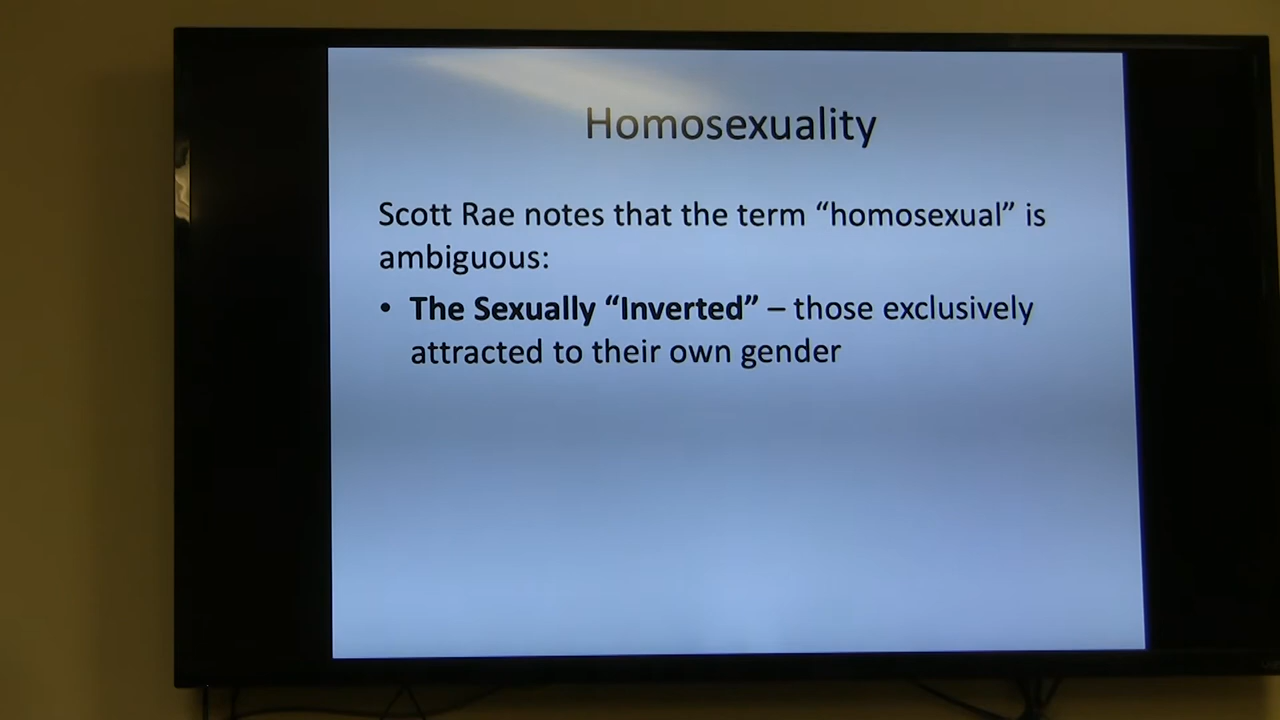 Homosexuality
Scott Rae notes that the term “homosexual” is
ambiguous:
• The Sexually “Inverted” – those exclusively
attracted to their own gender